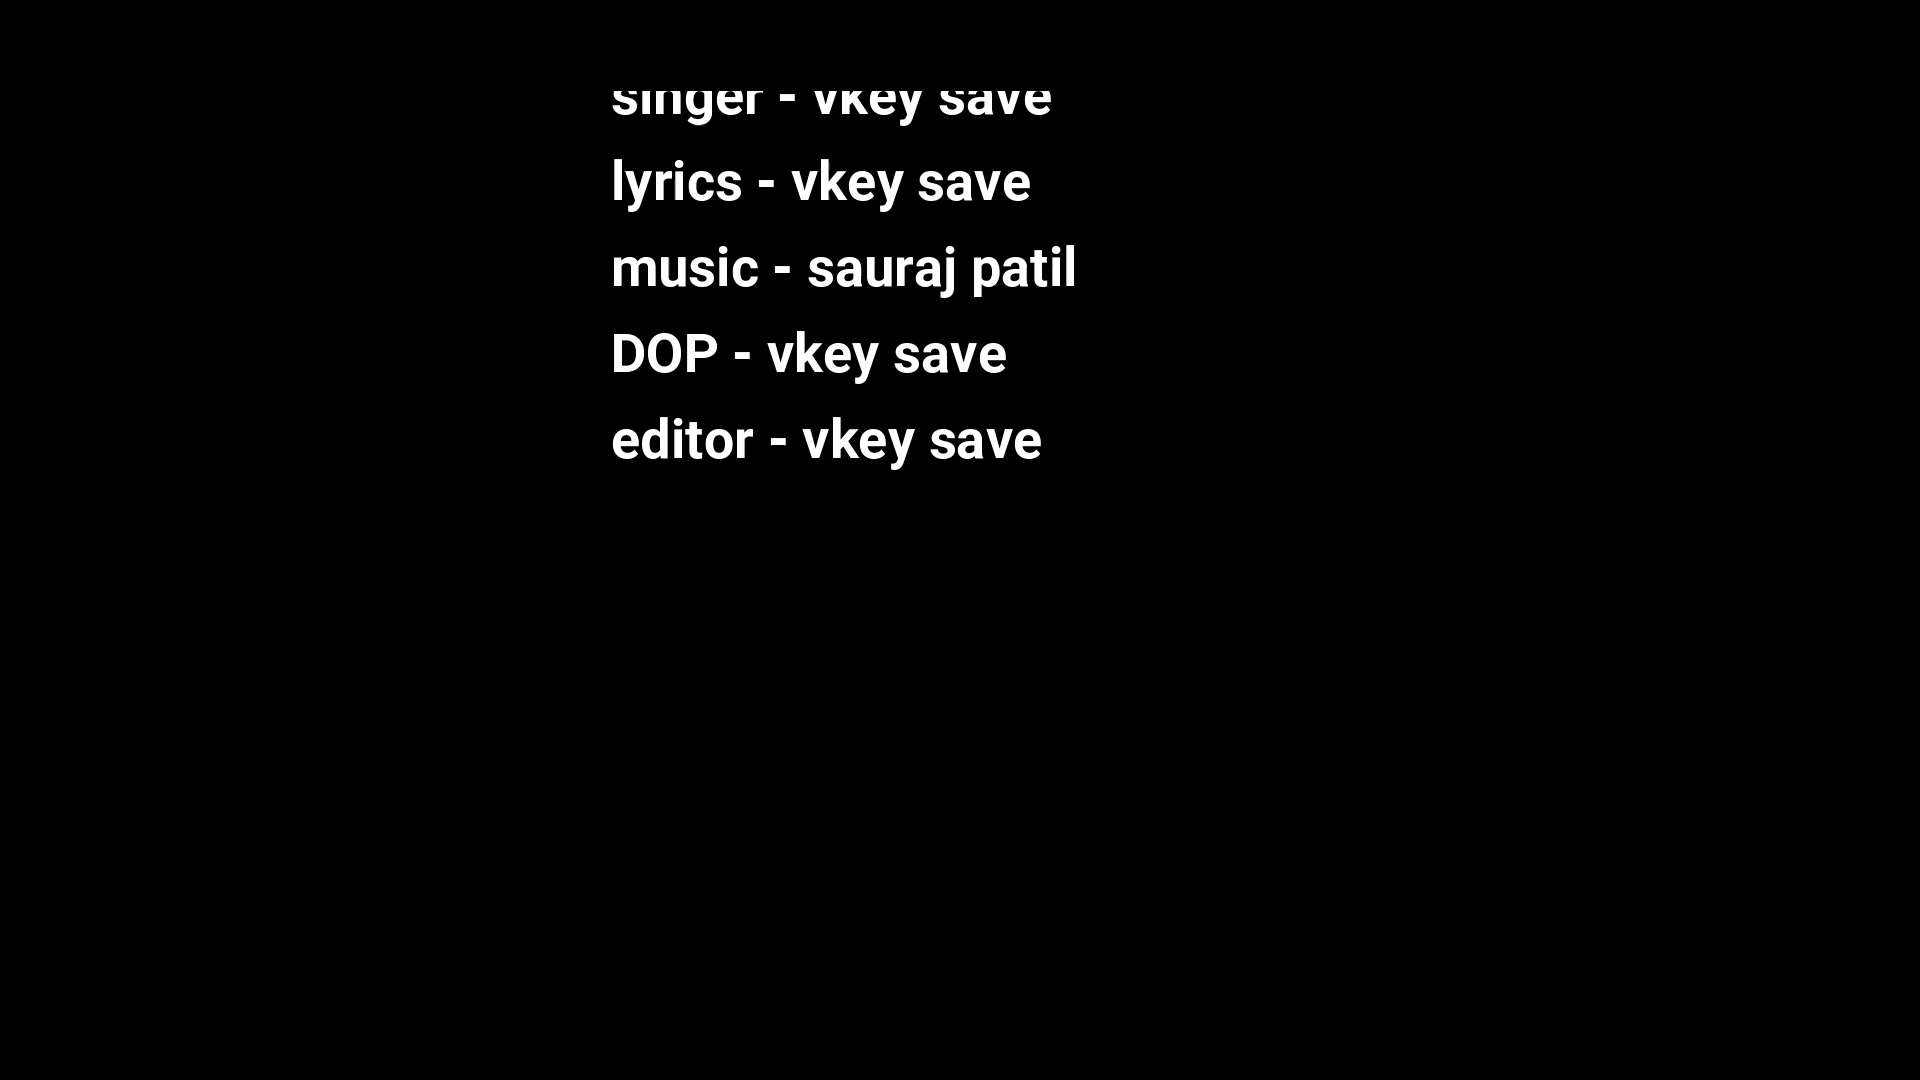 singer - vkey save
lyrics - vkey save
music - sauraj patil
DOP - vkey save
editor - vkey save